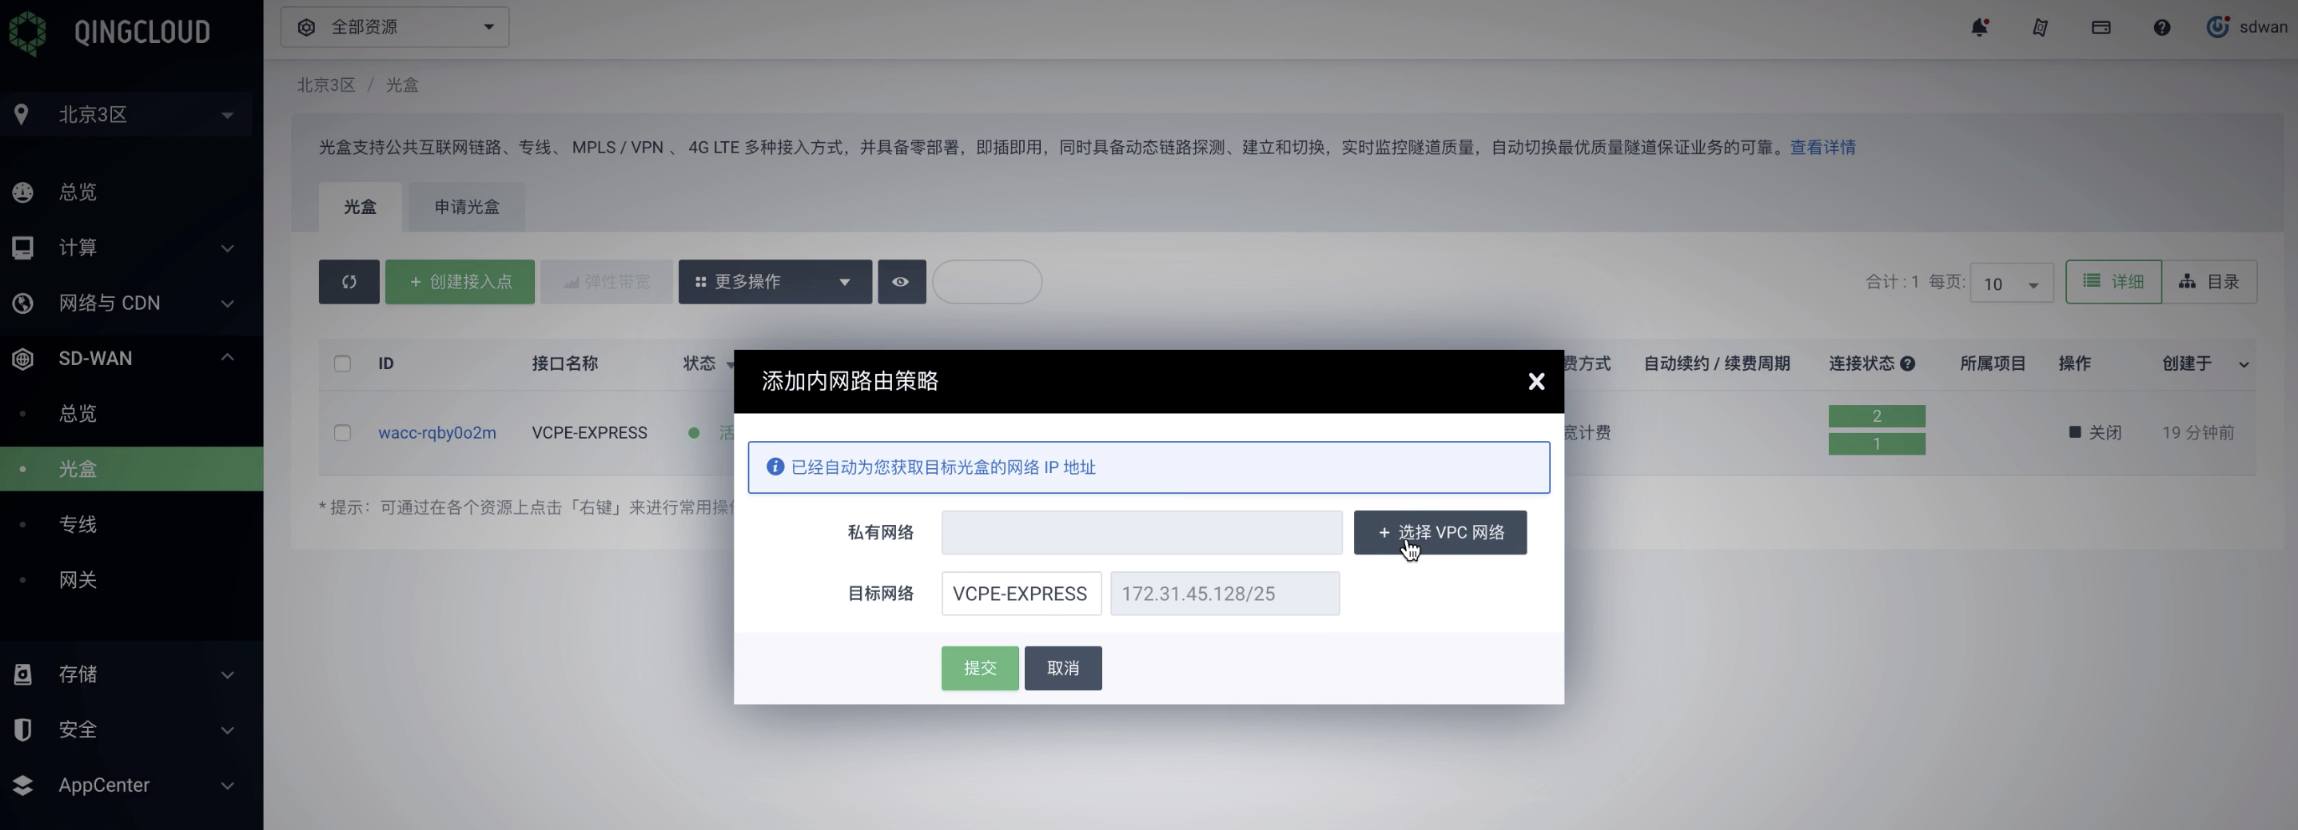 QINGCLOUD
全部资源
sdwan
北京3区
北京3区 / 光盒
总览
计算
网络与 CDN
SD-WAN
总览
光盒
专线
网关
存储
安全
AppCenter
光盒支持公共互联网链路、专线、 MPLS / VPN 、 4G LTE 多种接入方式，并具备零部署，即插即用，同时具备动态链路探测、建立和切换，实时监控隧道质量，自动切换最优质量隧道保证业务的可靠。查看详情
光盒 申请光盒
+ 创建接入点 弹性带宽 更多操作 合计 : 1 每页: 10 详细 目录
ID 接口名称 状态 费方式 自动续约 / 续费周期 连接状态 所属项目 操作 创建于
2
wacc-rqby0o2m VCPE-EXPRESS 活 宽计费 关闭 19 分钟前
1
* 提示：可通过在各个资源上点击「右键」来进行常用操
添加内网路由策略
已经自动为您获取目标光盒的网络 IP 地址
私有网络 + 选择 VPC 网络
目标网络 VCPE-EXPRESS 172.31.45.128/25
提交 取消